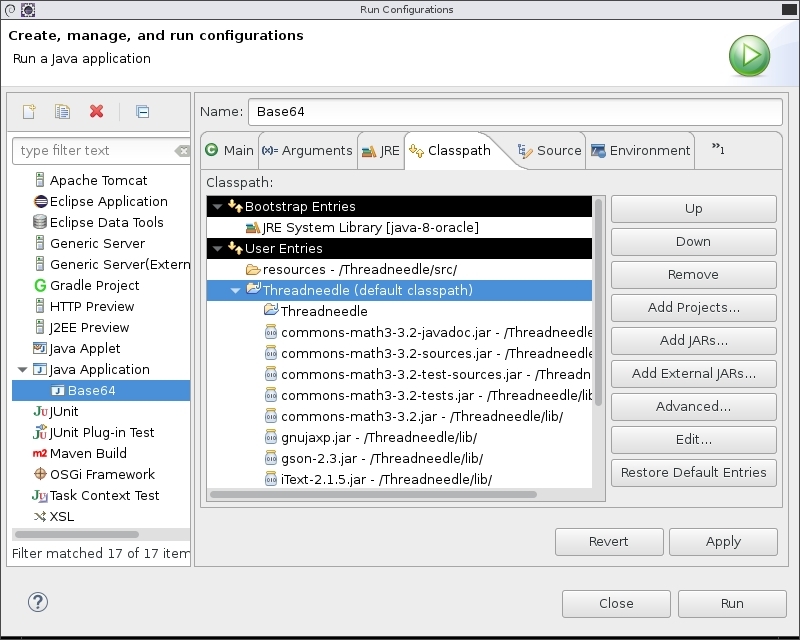 Run Configurations
Create, manage, and run configurations
Run a Java application
type filter text
Apache Tomcat
Eclipse Application
Eclipse Data Tools
Generic Server
Generic Server(Extern
Gradle Project
HTTP Preview
J2EE Preview
Java Applet
Java Application
Base64
JUnit
JUnit Plug-in Test
Maven Build
OSGi Framework
Task Context Test
XSL
Filter matched 17 of 17 item
Name: Base64
Main (x)= Arguments JRE Classpath Source Environment »1
Classpath:
Bootstrap Entries
JRE System Library [java-8-oracle]
User Entries
resources - /Threadneedle/src/
Threadneedle (default classpath)
Threadneedle
commons-math3-3.2-javadoc.jar - /Threadneedle
commons-math3-3.2-sources.jar - /Threadneedle
commons-math3-3.2-test-sources.jar - /Threadn
commons-math3-3.2-tests.jar - /Threadneedle/lib
commons-math3-3.2.jar - /Threadneedle/lib/
gnujaxp.jar - /Threadneedle/lib/
gson-2.3.jar - /Threadneedle/lib/
iText-2.1.5.jar - /Threadneedle/lib/
Up
Down
Remove
Add Projects...
Add JARs...
Add External JARs...
Advanced...
Edit...
Restore Default Entries
Revert Apply
Close Run